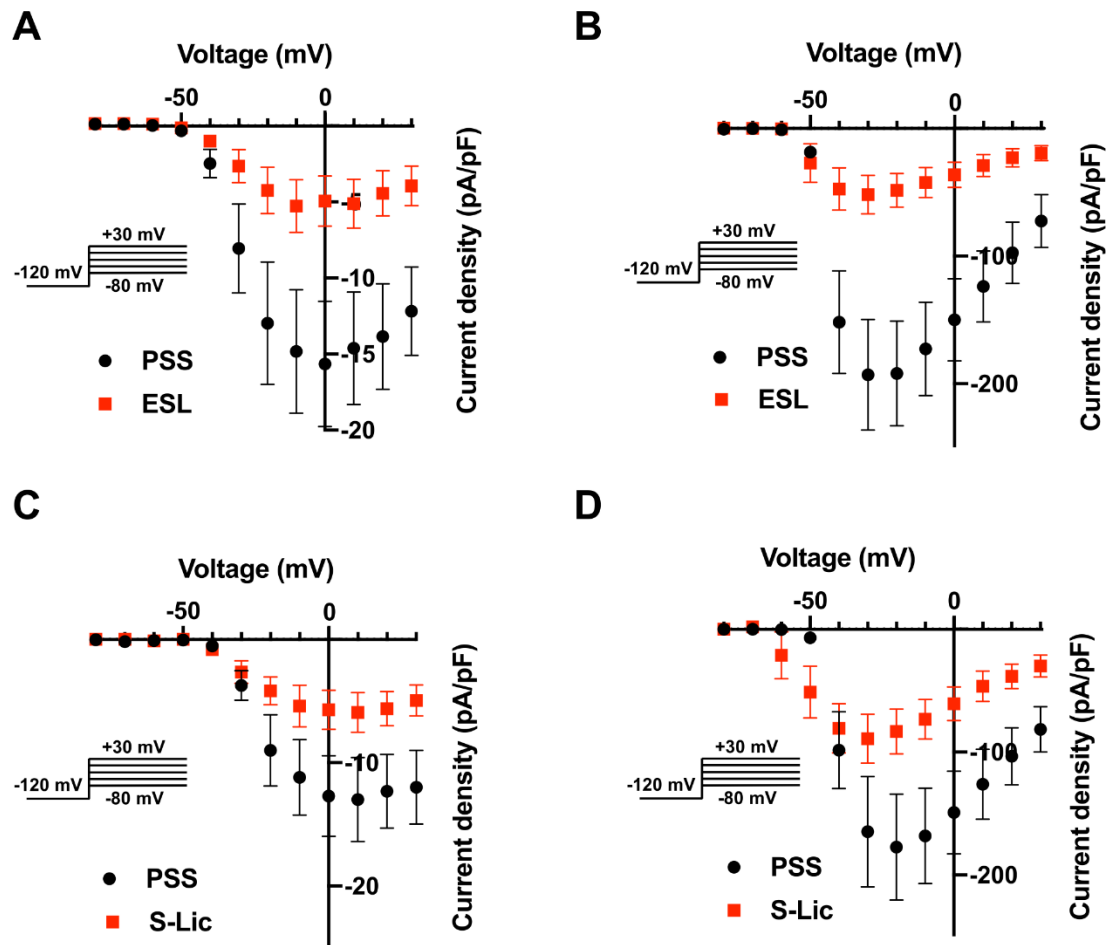 A
Voltage (mV)
-50
0
-5
-10
-15
-20
Current density (pA/pF)
+30 mV
-120 mV
-80 mV
PSS
ESL
B
Voltage (mV)
-50
0
-100
-200
Current density (pA/pF)
+30 mV
-120 mV
-80 mV
PSS
ESL
C
Voltage (mV)
-50
0
-10
-20
Current density (pA/pF)
+30 mV
-120 mV
-80 mV
PSS
S-Lic
D
Voltage (mV)
-50
0
-100
-200
Current density (pA/pF)
+30 mV
-120 mV
-80 mV
PSS
S-Lic